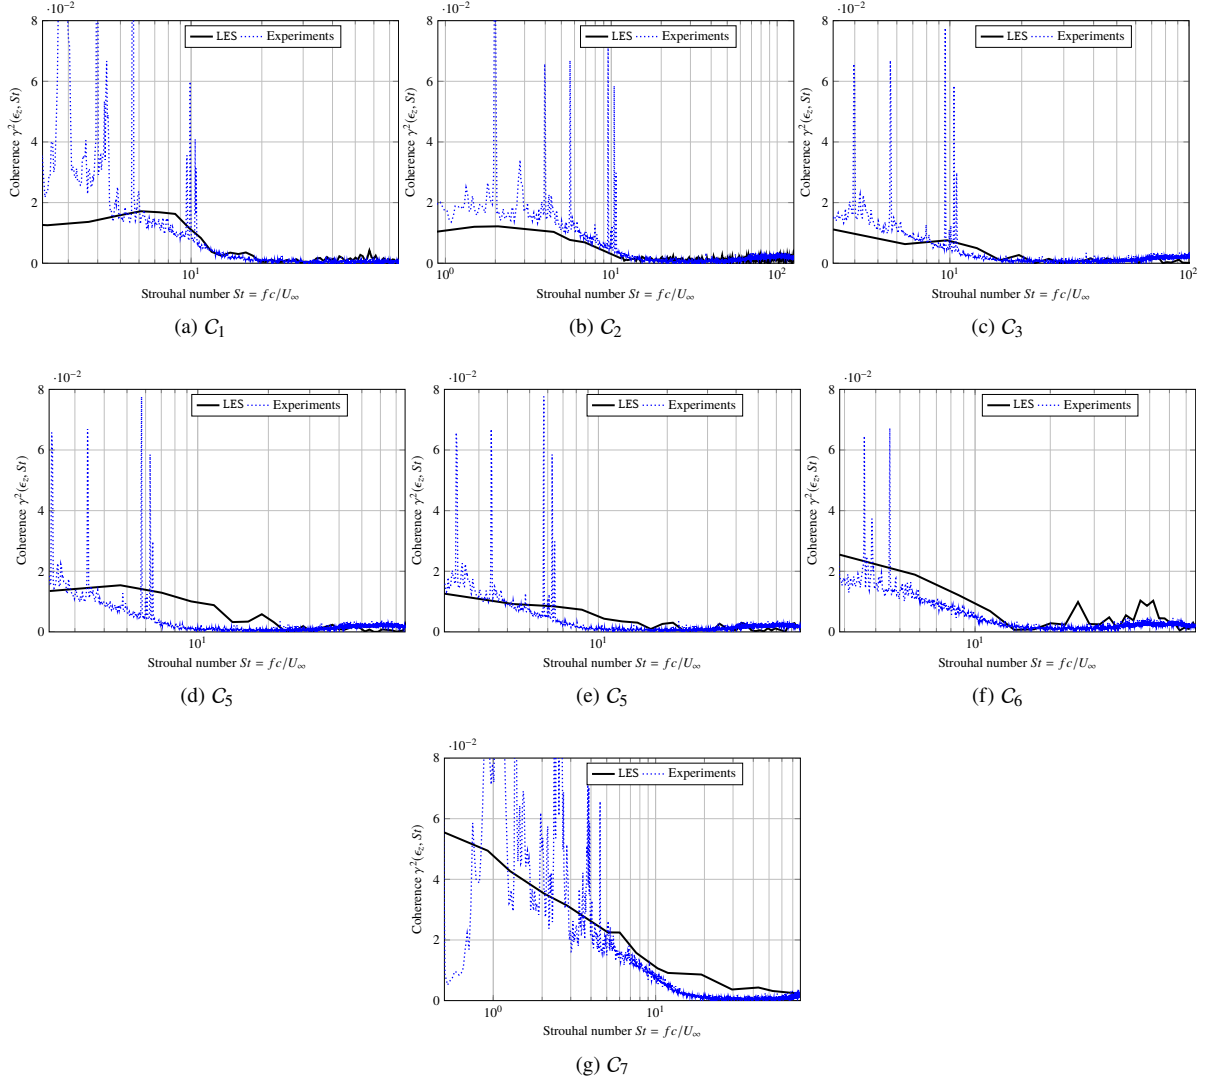 ·10⁻²
8
6
4
2
0
Coherence γ²(ϵ_z, St)
LES Experiments
10¹
Strouhal number St = fc/U_∞
(a) C₁
·10⁻²
8
6
4
2
0
Coherence γ²(ϵ_z, St)
LES Experiments
10⁰ 10¹ 10²
Strouhal number St = fc/U_∞
(b) C₂
·10⁻²
8
6
4
2
0
Coherence γ²(ϵ_z, St)
LES Experiments
10¹ 10²
Strouhal number St = fc/U_∞
(c) C₃
·10⁻²
8
6
4
2
0
Coherence γ²(ϵ_z, St)
LES Experiments
10¹
Strouhal number St = fc/U_∞
(d) C₅
·10⁻²
8
6
4
2
0
Coherence γ²(ϵ_z, St)
LES Experiments
10¹
Strouhal number St = fc/U_∞
(e) C₅
·10⁻²
8
6
4
2
0
Coherence γ²(ϵ_z, St)
LES Experiments
10¹
Strouhal number St = fc/U_∞
(f) C₆
·10⁻²
8
6
4
2
0
Coherence γ²(ϵ_z, St)
LES Experiments
10⁰ 10¹
Strouhal number St = fc/U_∞
(g) C₇